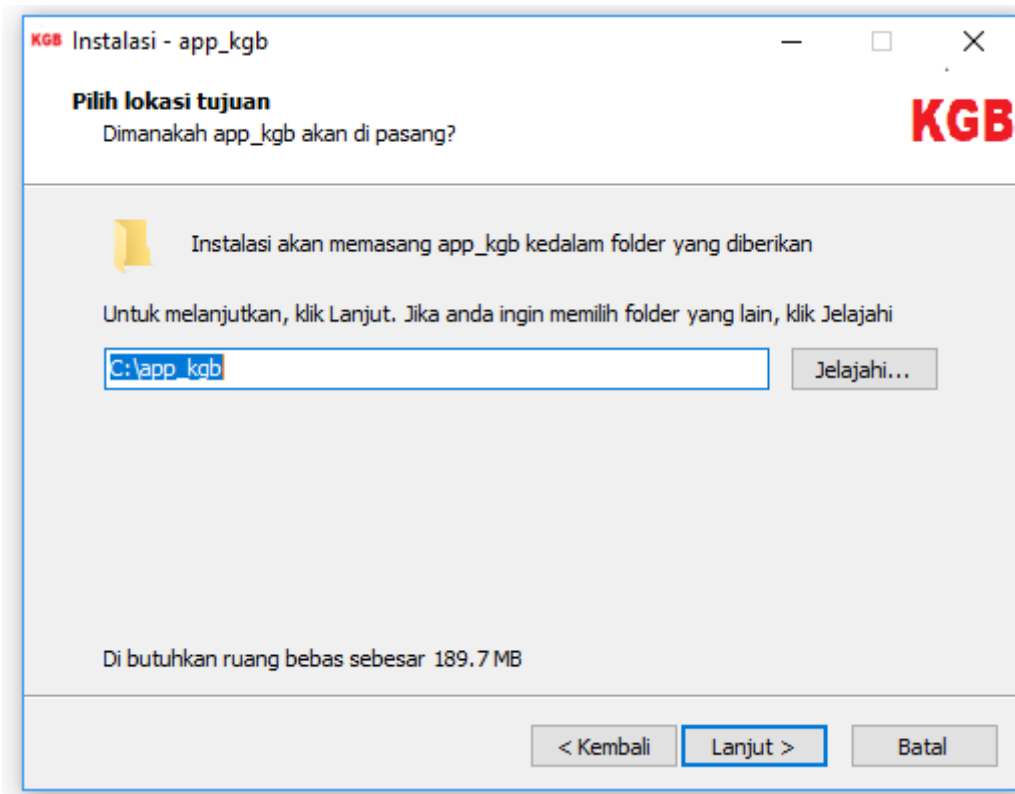 KGB Instalasi - app_kgb
Pilih lokasi tujuan
Dimanakah app_kgb akan di pasang?
KGB
Instalasi akan memasang app_kgb kedalam folder yang diberikan
Untuk melanjutkan, klik Lanjut. Jika anda ingin memilih folder yang lain, klik Jelajahi
C:\app_kgb
Jelajahi...
Di butuhkan ruang bebas sebesar 189.7 MB
< Kembali
Lanjut >
Batal